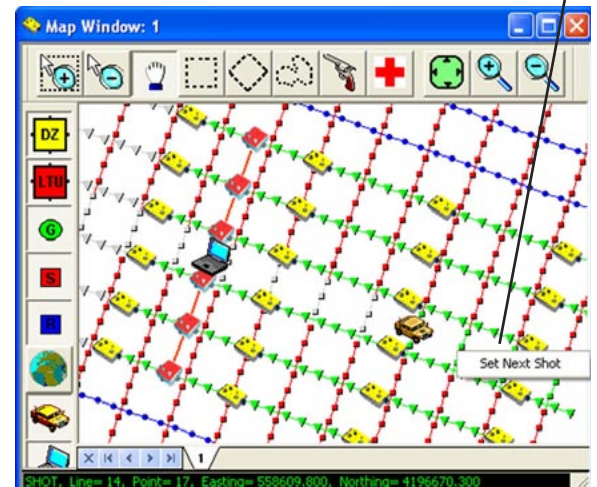 Map Window: 1
DZ
LTU
G
S
R
Set Next Shot
1
SHOT, Line= 14, Point= 17, Easting= 558609.800, Northing= 4196670.300